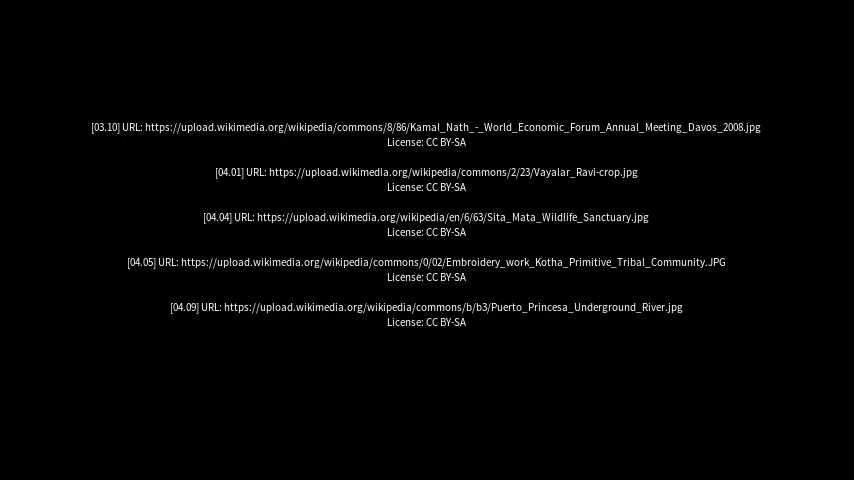 [03.10] URL: https://upload.wikimedia.org/wikipedia/commons/8/86/Kamal_Nath_-_World_Economic_Forum_Annual_Meeting_Davos_2008.jpg
License: CC BY-SA
[04.01] URL: https://upload.wikimedia.org/wikipedia/commons/2/23/Vayalar_Ravi-crop.jpg
License: CC BY-SA
[04.04] URL: https://upload.wikimedia.org/wikipedia/en/6/63/Sita_Mata_Wildlife_Sanctuary.jpg
License: CC BY-SA
[04.05] URL: https://upload.wikimedia.org/wikipedia/commons/0/02/Embroidery_work_Kotha_Primitive_Tribal_Community.JPG
License: CC BY-SA
[04.09] URL: https://upload.wikimedia.org/wikipedia/commons/b/b3/Puerto_Princesa_Underground_River.jpg
License: CC BY-SA